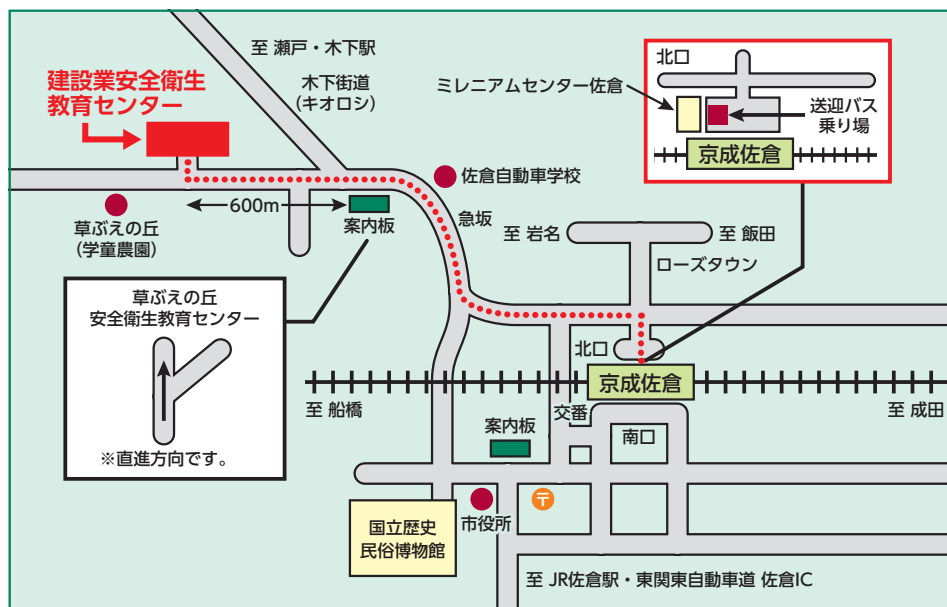 至 瀬戸・木下駅
木下街道
(キオロシ)
建設業安全衛生
教育センター
北口
ミレニアムセンター佐倉
送迎バス
乗り場
京成佐倉
佐倉自動車学校
600m
草ぶえの丘
(学童農園)
案内板
急坂
至 岩名
至 飯田
ローズタウン
草ぶえの丘
安全衛生教育センター
※直進方向です。
北口
京成佐倉
至 船橋
交番
至 成田
案内板
南口
市役所
〒
国立歴史
民俗博物館
至 JR佐倉駅・東関東自動車道 佐倉IC